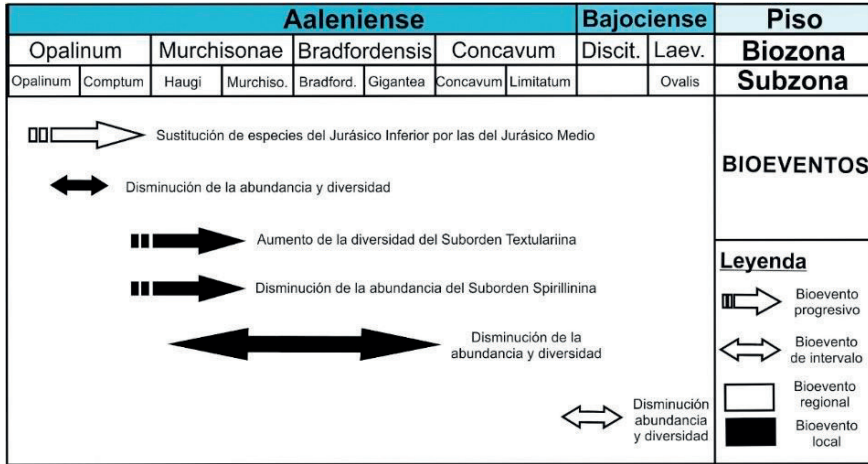 Aaleniense Bajociense Piso
Opalinum Murchisonae Bradfordensis Concavum Discit. Laev. Biozona
Opalinum Comptum Haugi Murchiso. Bradford. Gigantea Concavum Limitatum Ovalis Subzona
Sustitución de especies del Jurásico Inferior por las del Jurásico Medio
Disminución de la abundancia y diversidad
Aumento de la diversidad del Suborden Textulariina
Disminución de la abundancia del Suborden Spirillinina
Disminución de la
abundancia y diversidad
Disminución
abundancia
y diversidad
BIOEVENTOS
Leyenda
Bioevento
progresivo
Bioevento
de intervalo
Bioevento
regional
Bioevento
local